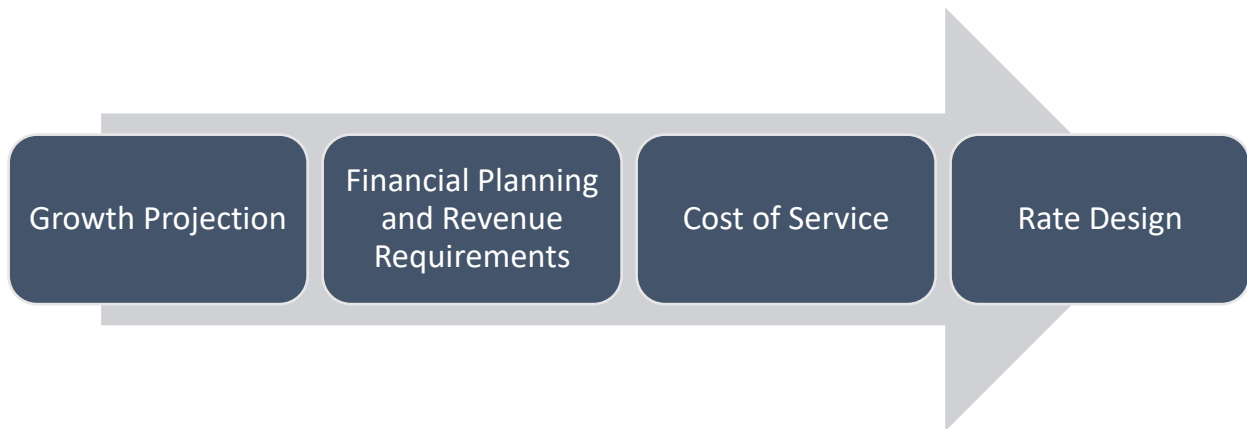 Growth Projection
Financial Planning
and Revenue
Requirements
Cost of Service
Rate Design